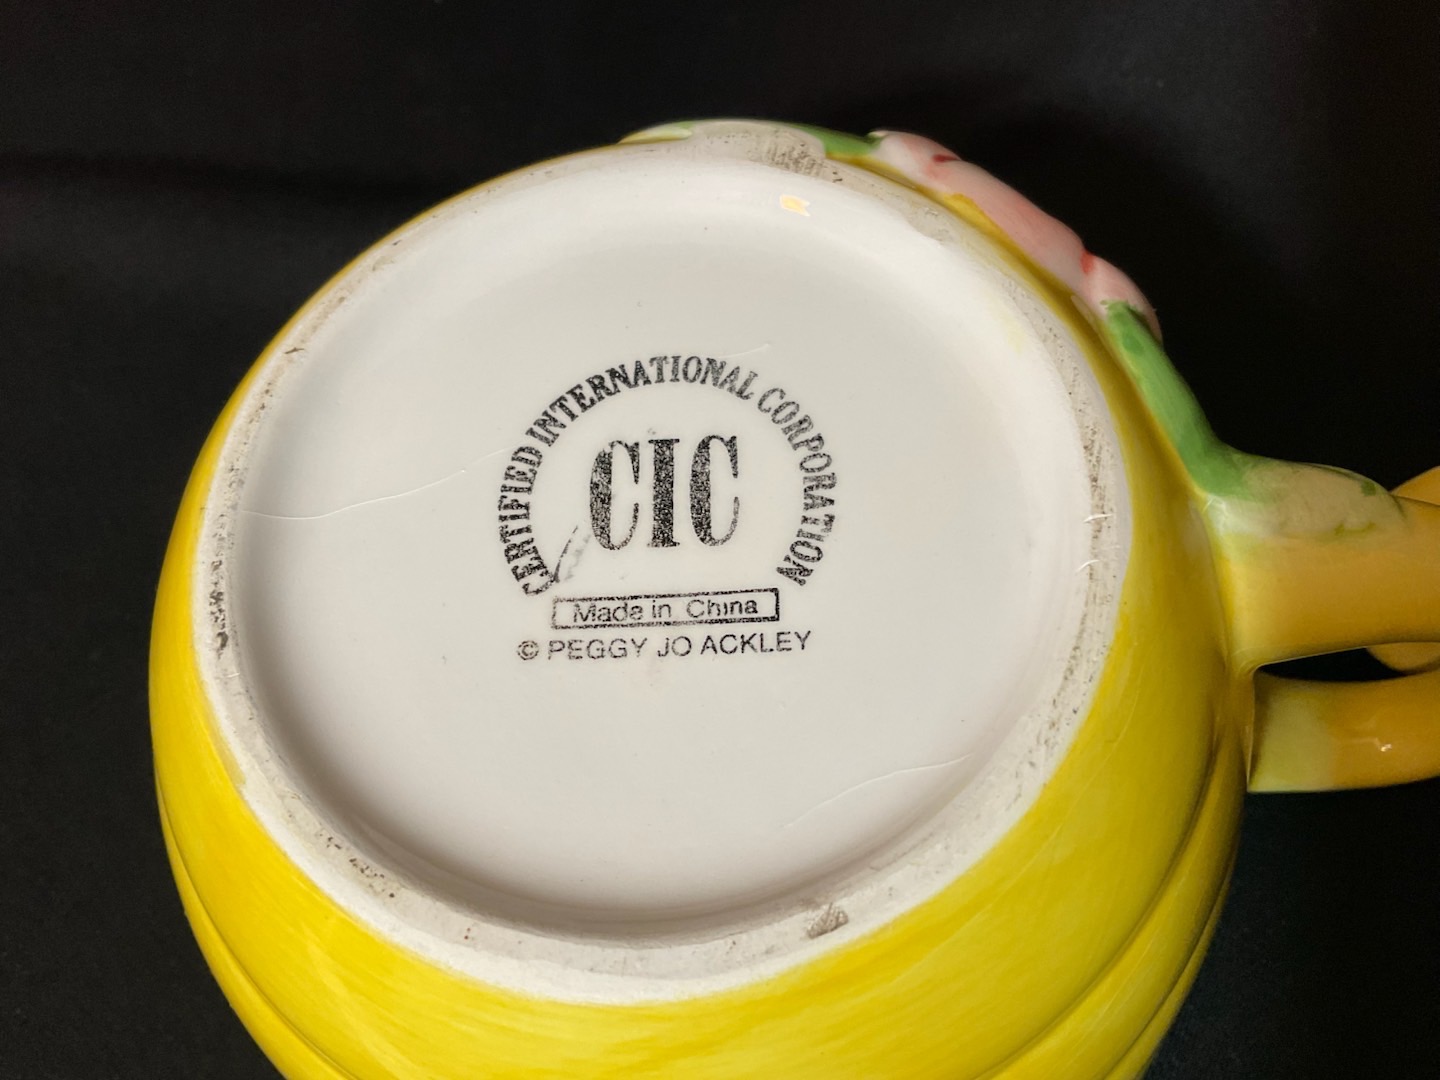 CERTIFIED INTERNATIONAL CORPORATION
CIC
Made in China
© PEGGY JO ACKLEY